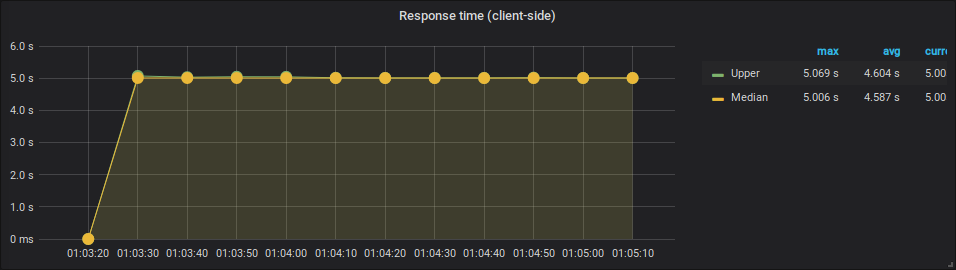 Response time (client-side)
6.0 s
5.0 s
4.0 s
3.0 s
2.0 s
1.0 s
0 ms
01:03:20 01:03:30 01:03:40 01:03:50 01:04:00 01:04:10 01:04:20 01:04:30 01:04:40 01:04:50 01:05:00 01:05:10
max avg curre
Upper 5.069 s 4.604 s 5.00
Median 5.006 s 4.587 s 5.00